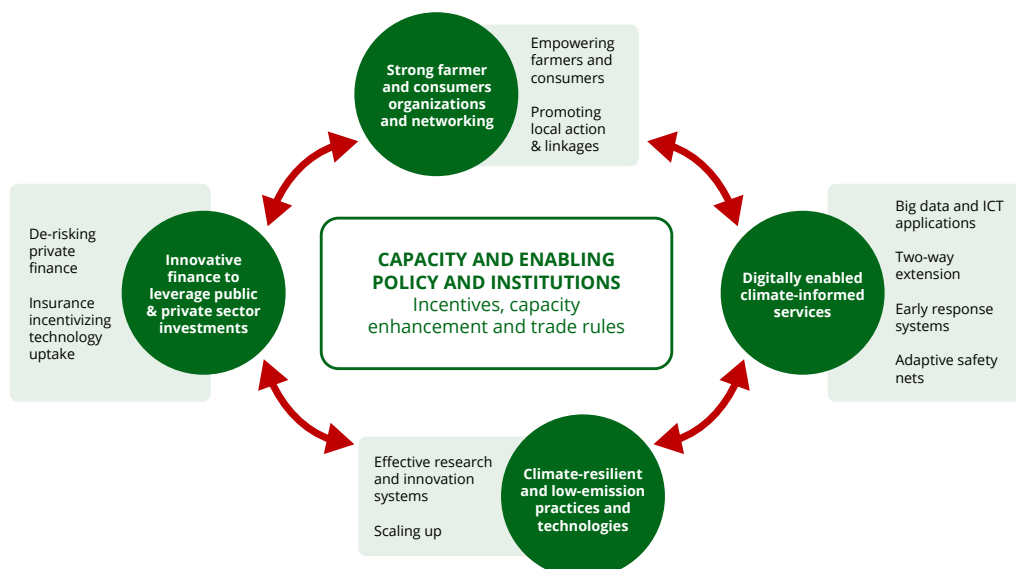 Strong farmer
and consumers
organizations
and networking
Empowering
farmers and
consumers
Promoting
local action
& linkages
De-risking
private
finance
Insurance
incentivizing
technology
uptake
Innovative
finance to
leverage public
& private sector
investments
CAPACITY AND ENABLING
POLICY AND INSTITUTIONS
Incentives, capacity
enhancement and trade rules
Digitally enabled
climate-informed
services
Big data and ICT
applications
Two-way
extension
Early response
systems
Adaptive safety
nets
Effective research
and innovation
systems
Scaling up
Climate-resilient
and low-emission
practices and
technologies